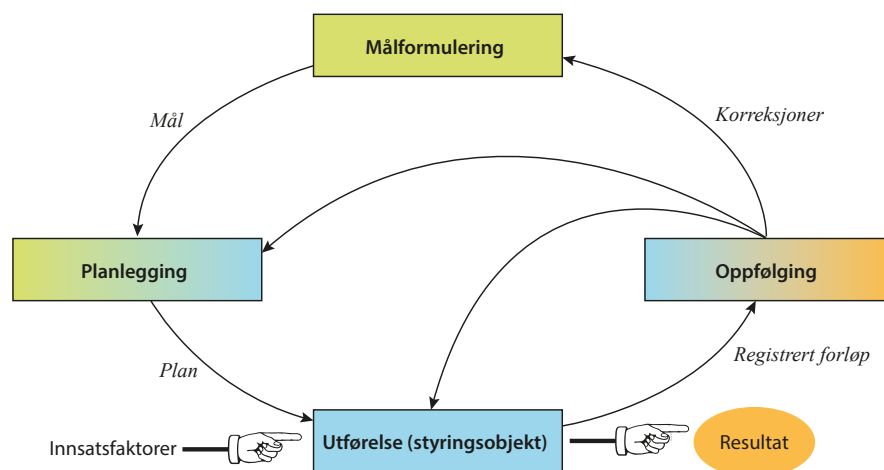 Målformulering
Mål
Korreksjoner
Planlegging
Oppfølging
Plan
Registrert forløp
Innsatsfaktorer
Utførelse (styringsobjekt)
Resultat